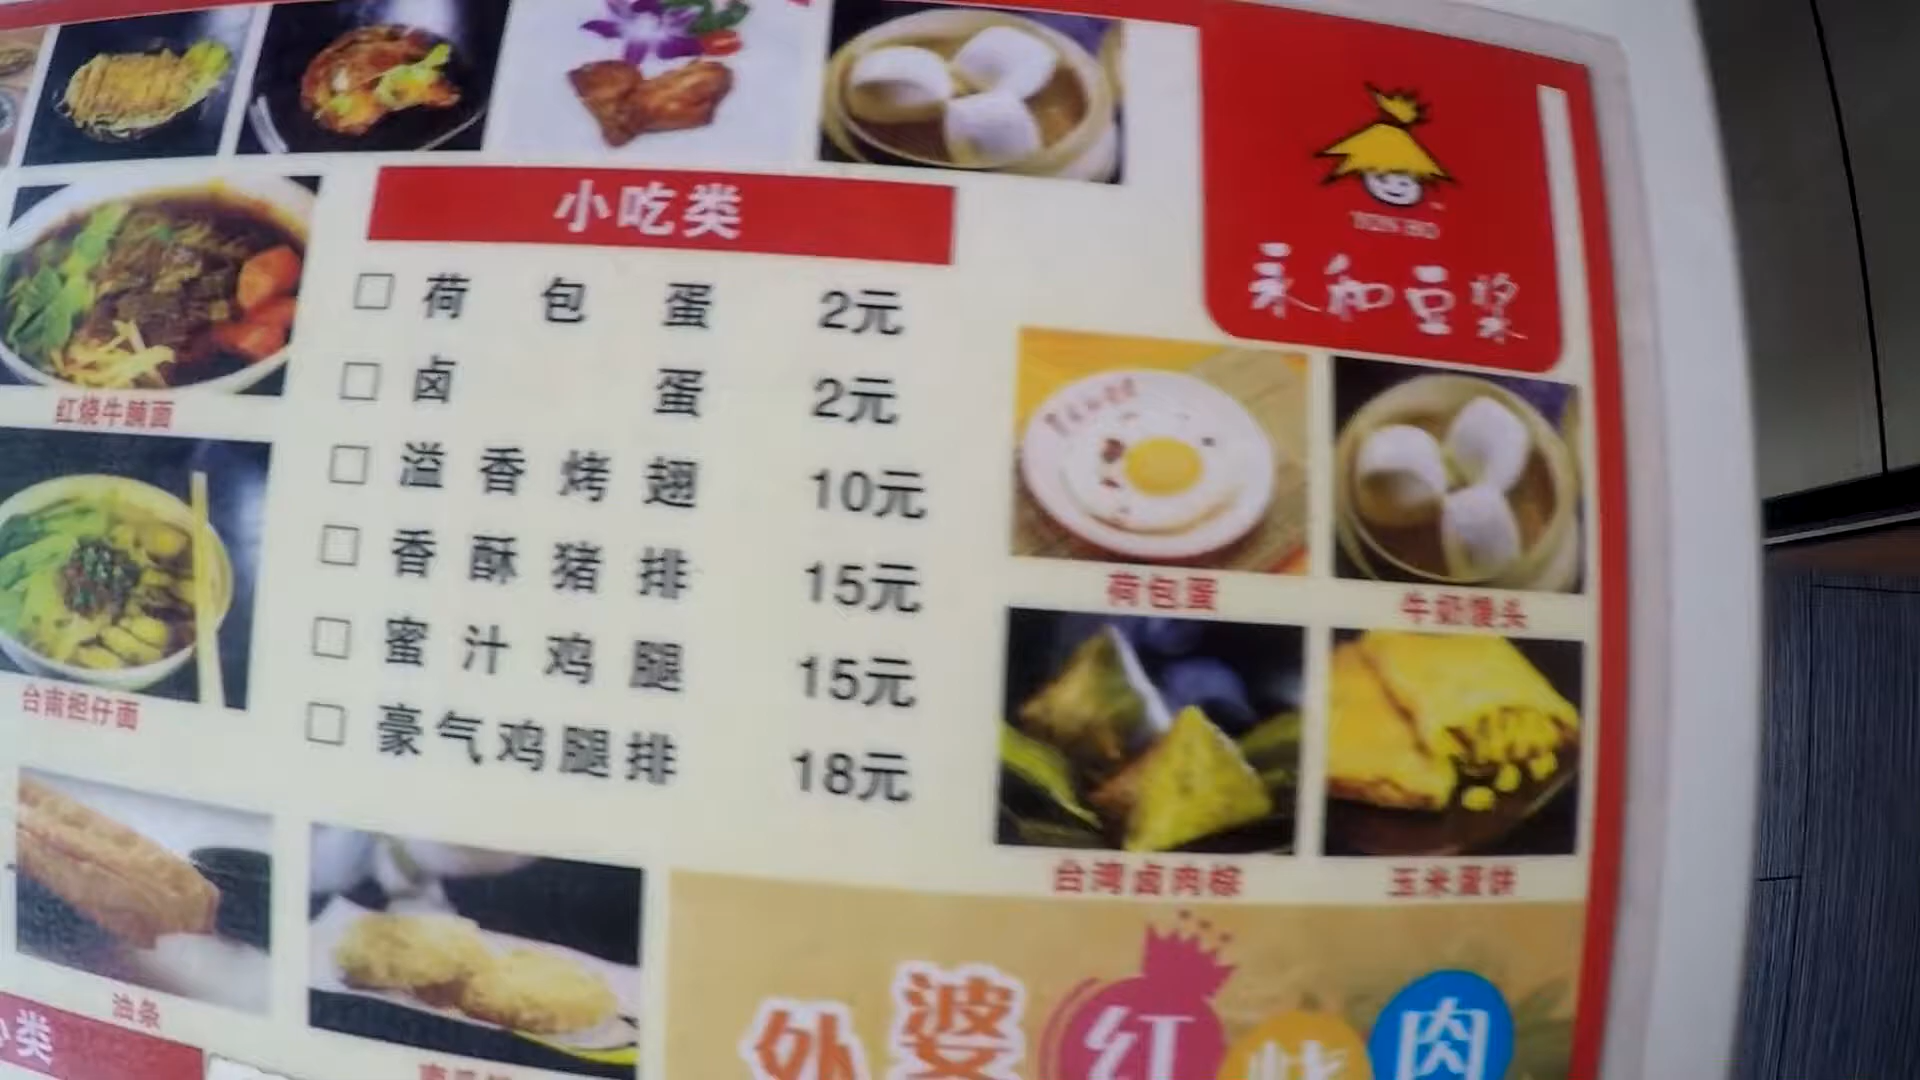 小吃类
荷包蛋 2元
卤蛋 2元
溢香烤翅 10元
香酥猪排 15元
蜜汁鸡腿 15元
豪气鸡腿排 18元
永和豆浆
红烧牛腩面
台南担仔面
油条
荷包蛋
牛奶馒头
台湾卤肉粽
玉米蛋饼
外婆红烧肉
类